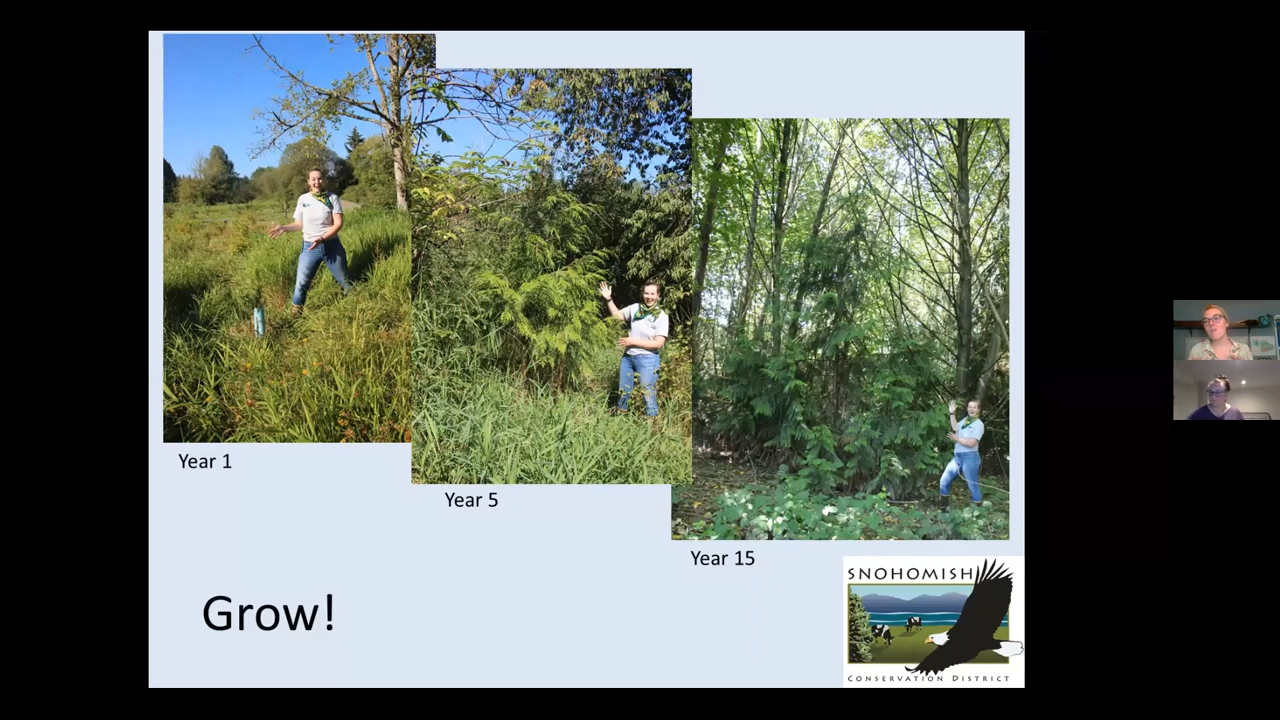 Year 1
Year 5
Year 15
Grow!
SNOHOMISH
CONSERVATION DISTRICT